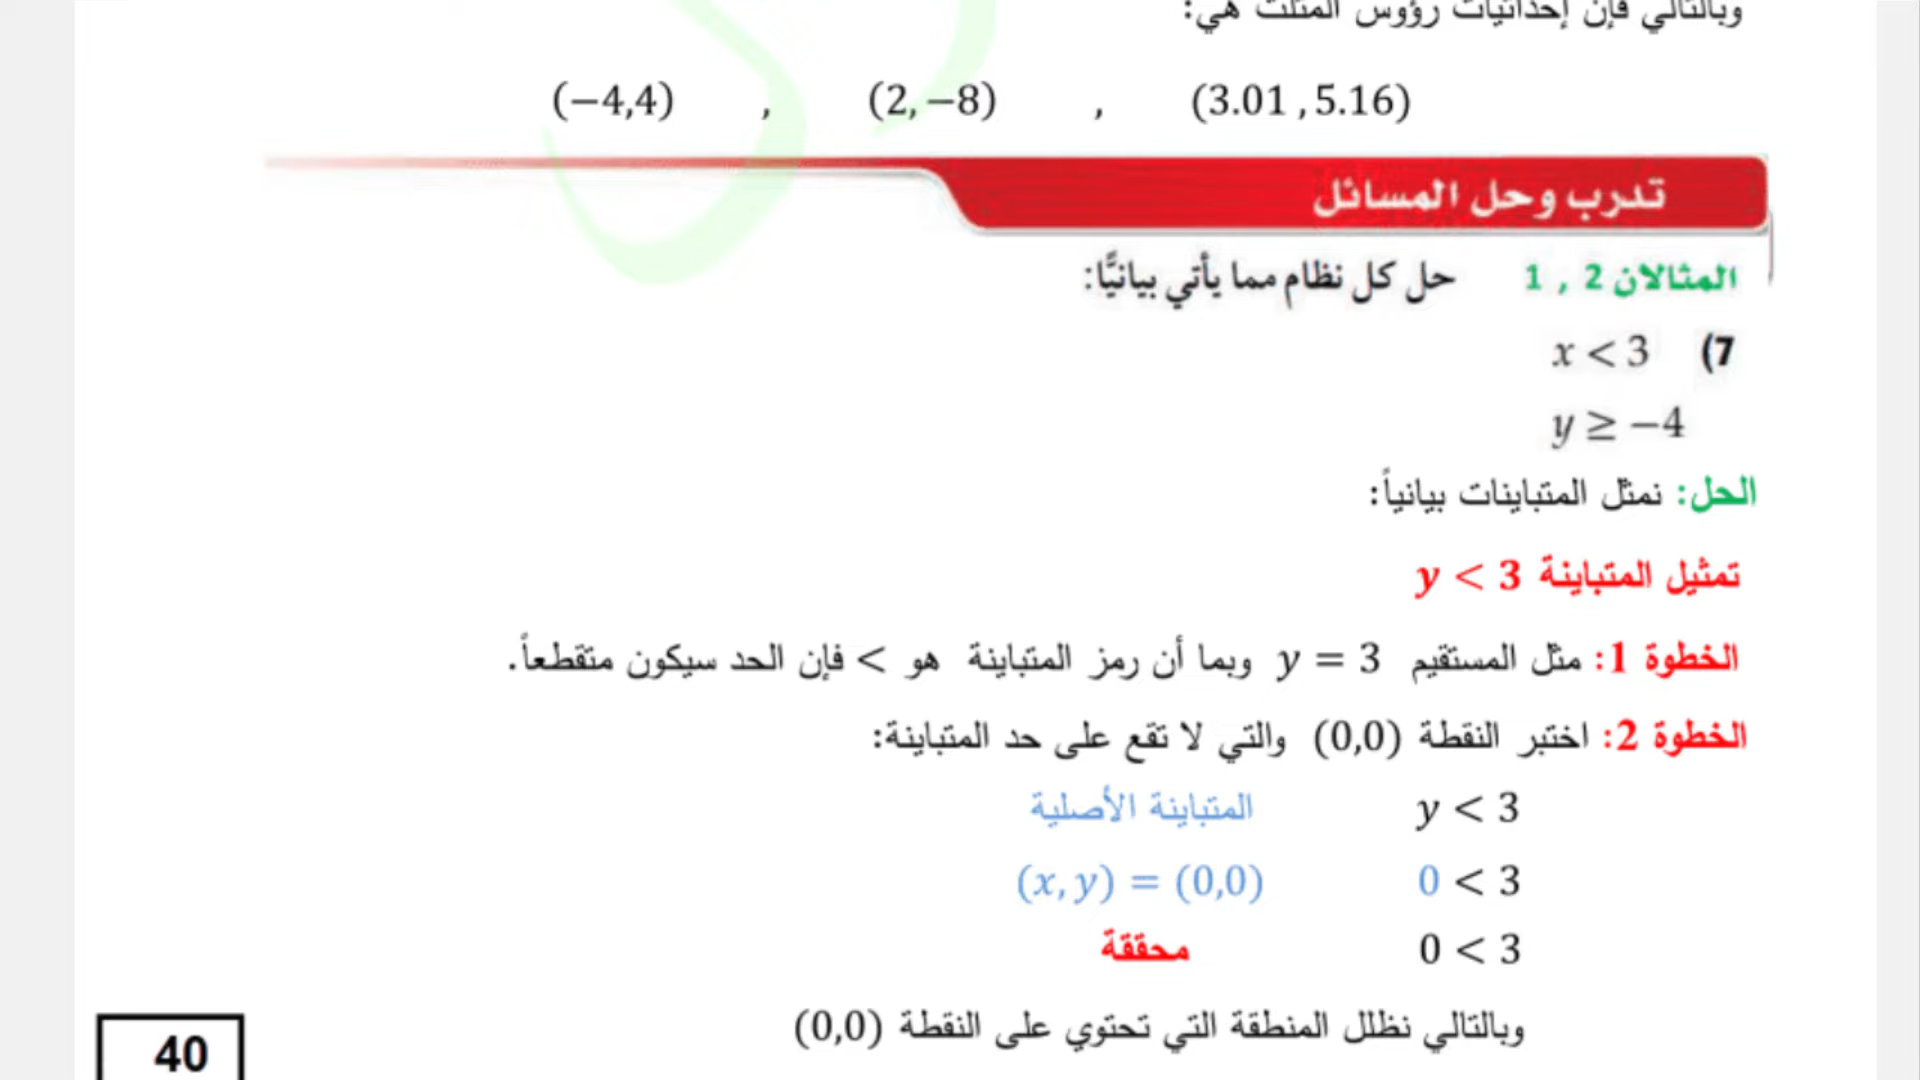 وبالتالي فإن إحداثيات رؤوس المثلث هي:
(−4,4) , (2,−8) , (3.01 ,5.16)
تدرب وحل المسائل
المثالان 2 , 1 حل كل نظام مما يأتي بيانيًّا:
(7 x < 3
y ≥ −4
الحل: نمثل المتباينات بيانياً:
تمثيل المتباينة y < 3
الخطوة 1: مثل المستقيم y = 3 وبما أن رمز المتباينة هو < فإن الحد سيكون متقطعاً.
الخطوة 2: اختبر النقطة (0,0) والتي لا تقع على حد المتباينة:
y < 3 المتباينة الأصلية
0 < 3 (x, y) = (0,0)
0 < 3 محققة
وبالتالي نظلل المنطقة التي تحتوي على النقطة (0,0)
40